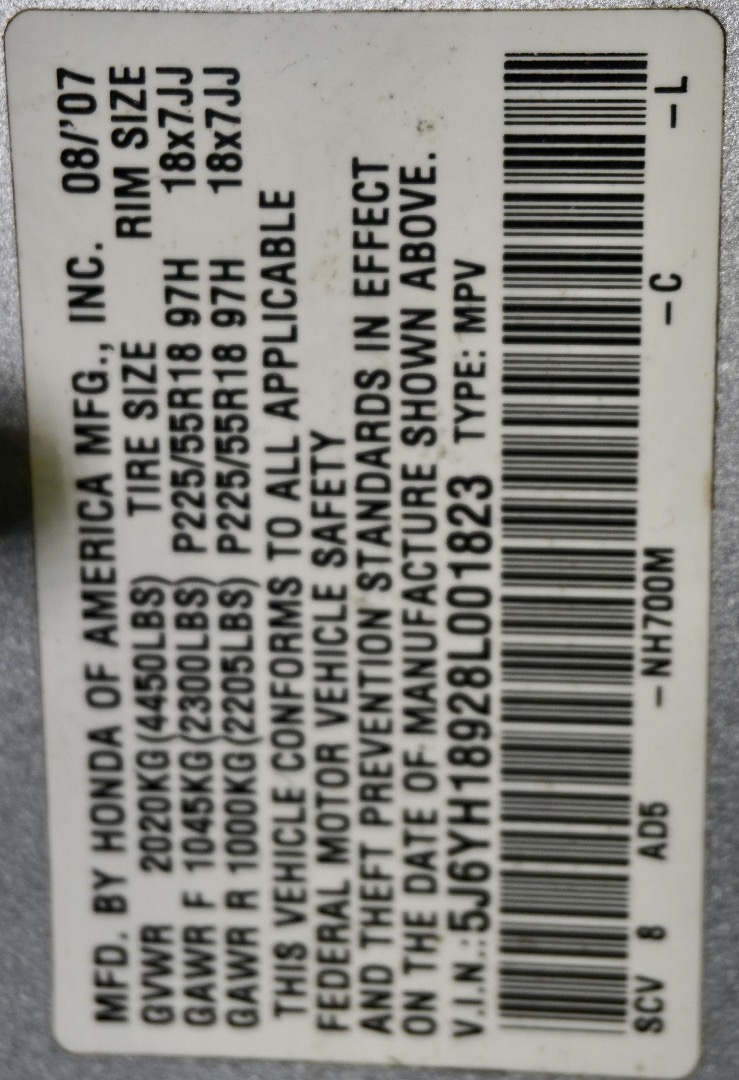 MFD. BY HONDA OF AMERICA MFG., INC. 08/'07
GVWR 2020KG(4450LBS) TIRE SIZE RIM SIZE
GAWR F 1045KG(2300LBS) P225/55R18 97H 18x7JJ
GAWR R 1000KG(2205LBS) P225/55R18 97H 18x7JJ
THIS VEHICLE CONFORMS TO ALL APPLICABLE
FEDERAL MOTOR VEHICLE SAFETY
AND THEFT PREVENTION STANDARDS IN EFFECT
ON THE DATE OF MANUFACTURE SHOWN ABOVE.
V.I.N.:5J6YH18928L001823 TYPE: MPV
SCV 8 AD5 -NH700M -C -L